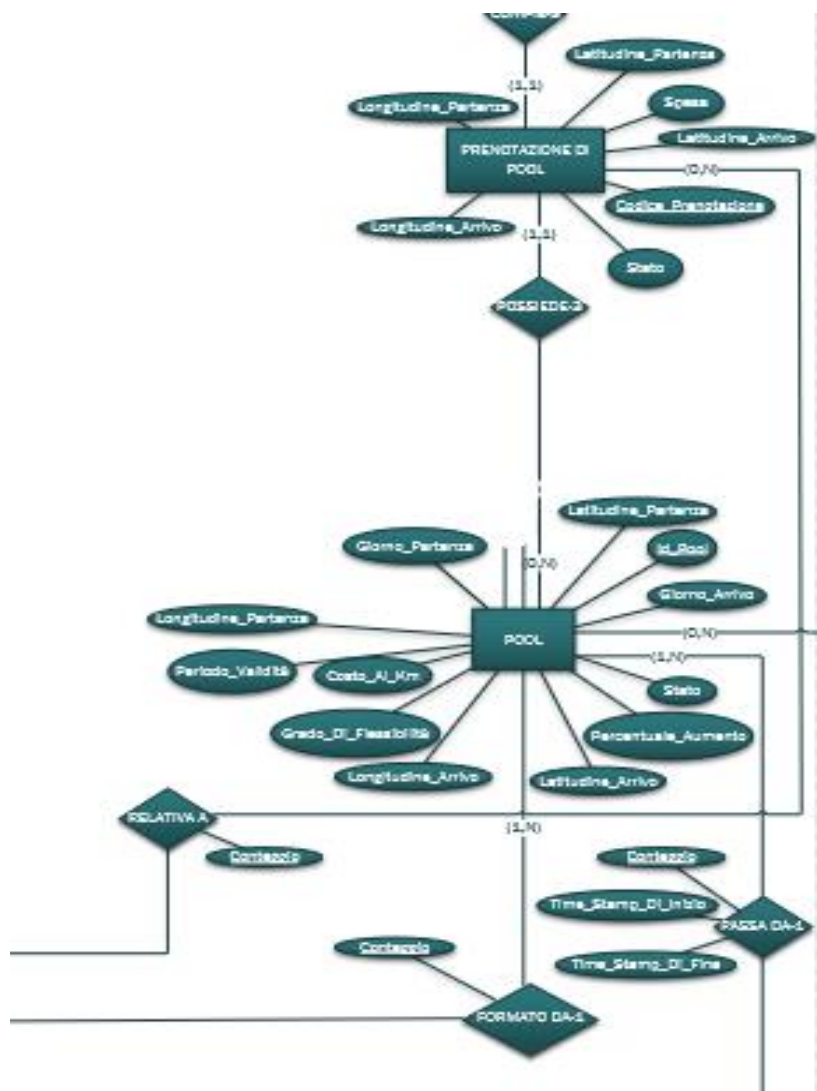 Latitudine_Partenza
(1,1)
Longitudine_Partenza
Spesa
Latitudine_Arrivo
PRENOTAZIONE DI
POOL
(0,N)
Codice_Prenotazione
Longitudine_Arrivo
(1,1)
Stato
Latitudine_Partenza
Giorno_Partenza
Id_Pool
(0,N)
Giorno_Arrivo
Longitudine_Partenza
POOL
(0,N)
(1,N)
Periodo_Validità
Costo_Al_Km
Stato
Grado_Di_Flessibilità
Percentuale_Aumento
Longitudine_Arrivo
Latitudine_Arrivo
RELATIVA A
(1,N)
Conteggio
Conteggio
Time_Stamp_Di_Inizio
PASSA DA-1
Conteggio
Time_Stamp_Di_Fine
FORMATO DA-1